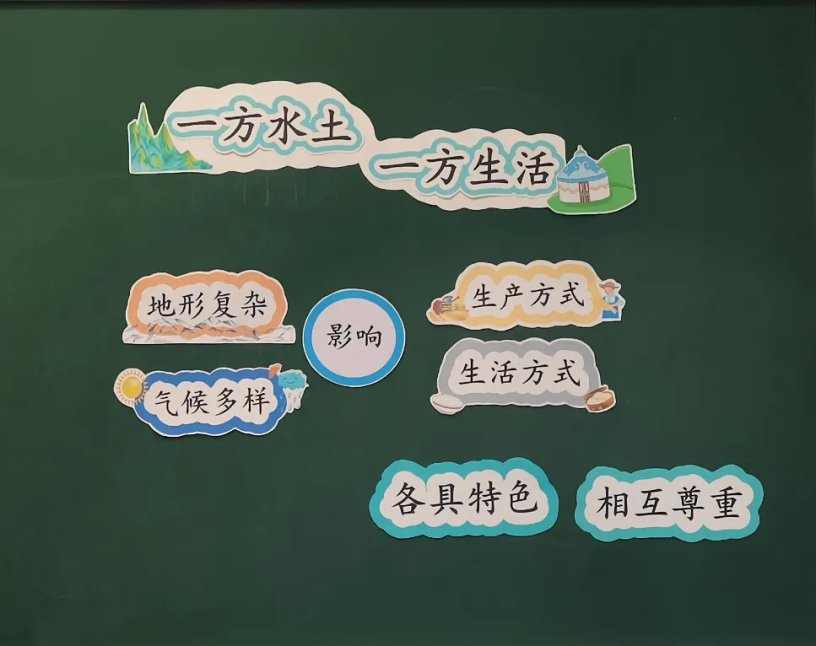 一方水土
一方生活
地形复杂
气候多样
影响
生产方式
生活方式
各具特色
相互尊重